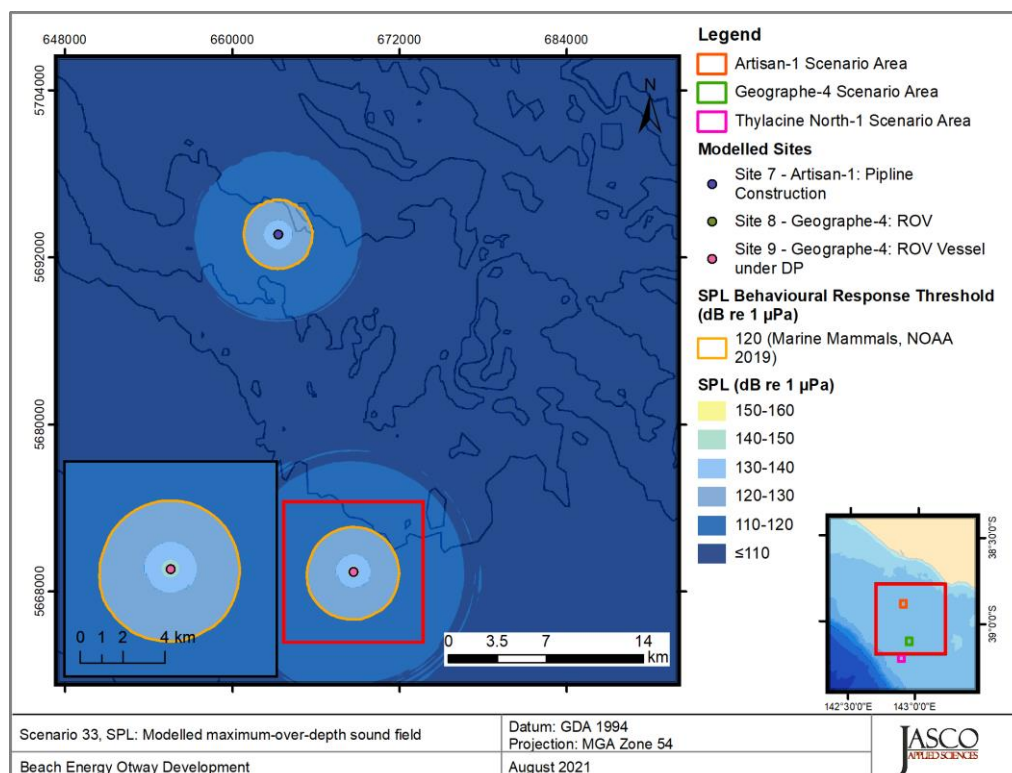 648000 660000 672000 684000
5704000
5692000
5680000
5668000
N
0 1 2 4 km
0 3.5 7 14
km
Legend
Artisan-1 Scenario Area
Geographe-4 Scenario Area
Thylacine North-1 Scenario Area
Modelled Sites
Site 7 - Artisan-1: Pipline
Construction
Site 8 - Geographe-4: ROV
Site 9 - Geographe-4: ROV Vessel
under DP
SPL Behavioural Response Threshold
(dB re 1 µPa)
120 (Marine Mammals, NOAA
2019)
SPL (dB re 1 µPa)
150-160
140-150
130-140
120-130
110-120
≤110
38°30'0"S
39°0'0"S
142°30'0"E 143°0'0"E
Scenario 33, SPL: Modelled maximum-over-depth sound field
Datum: GDA 1994
Projection: MGA Zone 54
Beach Energy Otway Development
August 2021
JASCO
APPLIED SCIENCES